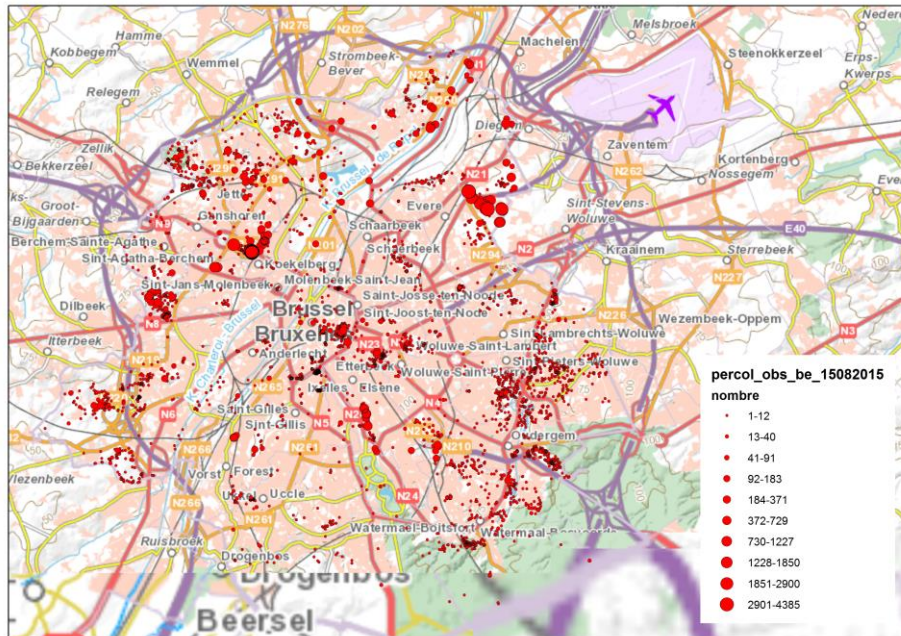 N276
N202
Hamme
Kobbegem
Wemmel
Strombeek-
Bever
N1
Machelen
Melsbroek
Steenokkerzeel
Erps-
Kwerps
Relegem
Diegem
Zellik
Bekkerzeel
Zaventem
Kortenberg
Nossegem
N262
N21
Jette
Groot-
Bijgaarden
N9
Ganshoren
Evere
Sint-Stevens-
Woluwe
Schaarbeek
Schaerbeek
Berchem-Sainte-Agathe
Sint-Agatha-Berchem
Koekelberg
N2
E40
Kraainem
Sterrebeek
N294
N227
Molenbeek-Saint-Jean
Sint-Jans-Molenbeek
Saint-Josse-ten-Noode
Sint-Joost-ten-Node
Dilbeek
N8
Brussel
Bruxelles
N226
Wezembeek-Oppem
N3
Itterbeek
Sint-Lambrechts-Woluwe
Woluwe-Saint-Lambert
N23
Anderlecht
Etterbeek
Sint-Pieters-Woluwe
Woluwe-Saint-Pierre
Ixelles
Elsene
N265
Saint-Gilles
Sint-Gillis
N6
N5
N4
N266
N261
N210
Oudergem
Vlezenbeek
Vorst
Forest
Ukkel
Uccle
N24
N266
N261
Watermael-Boitsfort
Watermaal-Bosvoorde
Ruisbroek
Drogenbos
Drogenbos
Beersel
percol_obs_be_15082015
nombre
1-12
13-40
41-91
92-183
184-371
372-729
730-1227
1228-1850
1851-2900
2901-4385